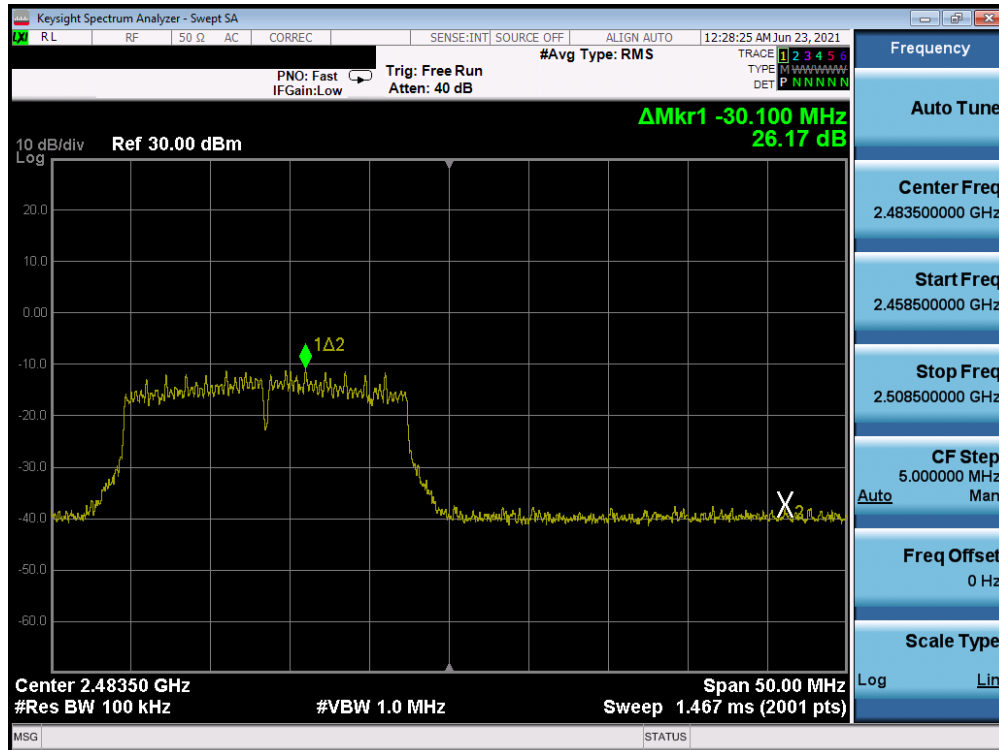 Keysight Spectrum Analyzer - Swept SA
LXI RL RF 50 Ω AC CORREC SENSE:INT SOURCE OFF ALIGN AUTO 12:28:25 AM Jun 23, 2021
#Avg Type: RMS
TRACE 1 2 3 4 5 6
PNO: Fast Trig: Free Run
TYPE M WWWWW
IFGain:Low Atten: 40 dB
DET P N N N N N
ΔMkr1 -30.100 MHz
26.17 dB
10 dB/div Ref 30.00 dBm
Log
20.0
10.0
0.00
1Δ2
-10.0
-20.0
-30.0
-40.0
X2
-50.0
-60.0
Center 2.48350 GHz Span 50.00 MHz
#Res BW 100 kHz #VBW 1.0 MHz Sweep 1.467 ms (2001 pts)
MSG STATUS
Frequency
Auto Tune
Center Freq
2.483500000 GHz
Start Freq
2.458500000 GHz
Stop Freq
2.508500000 GHz
CF Step
5.000000 MHz
Auto Man
Freq Offset
0 Hz
Scale Type
Log Lin